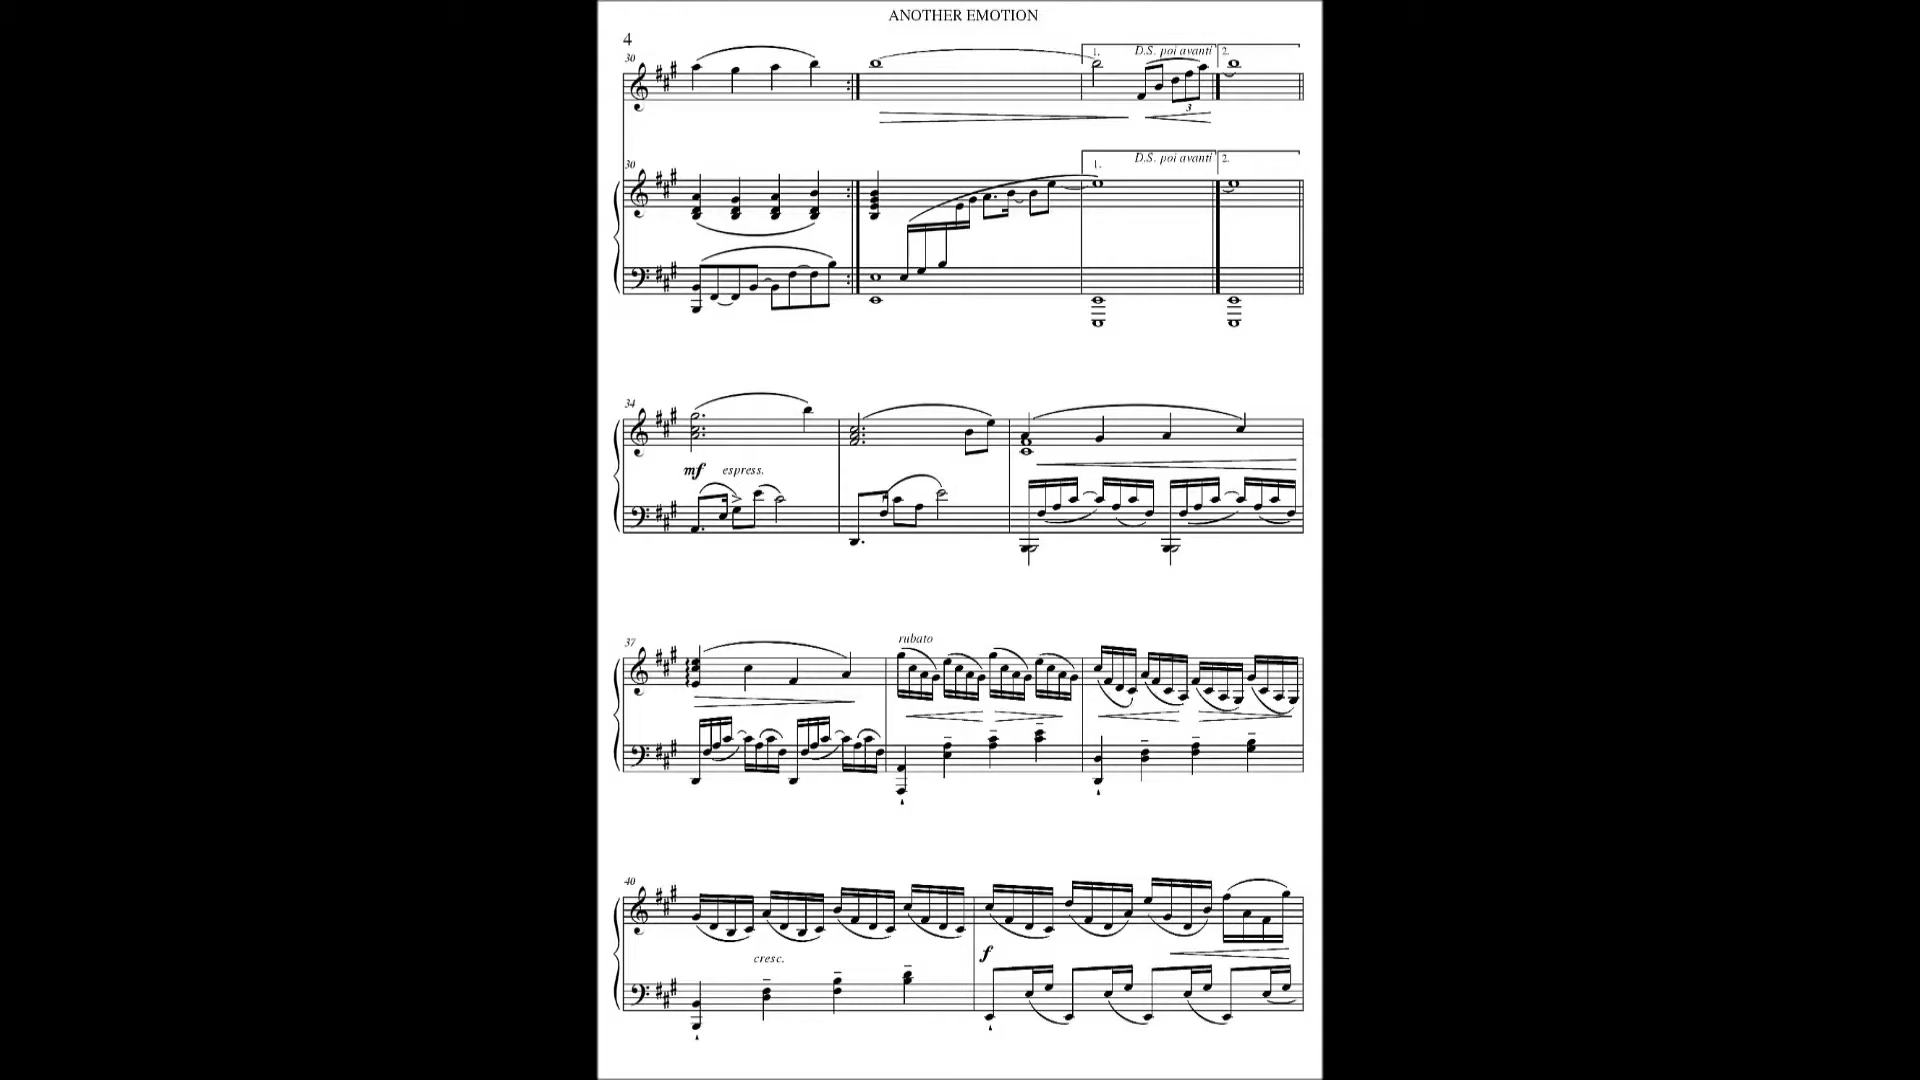 ANOTHER EMOTION
4
30
1. D.S. poi avanti 2.
3
30
1. D.S. poi avanti 2.
34
mf espress.
37
rubato
40
cresc.
f